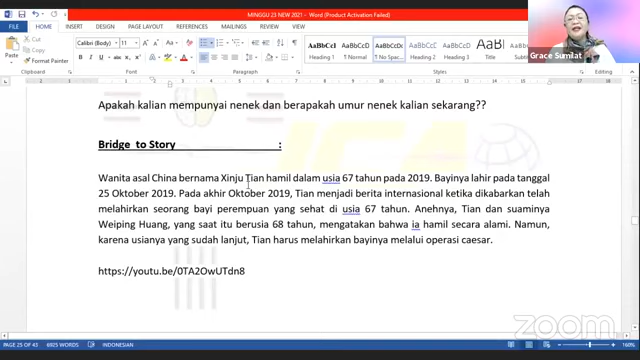 MINGGU 23 NEW 2021 - Word (Product Activation Failed)
FILE HOME INSERT DESIGN PAGE LAYOUT REFERENCES MAILINGS REVIEW VIEW
Cut
Copy
Format Painter
Calibri (Body) 11
AaBbCcI AaBbCcDc AaBbCcDc AaBbCcD AaBbCcD AaBbCcD AaB
Heading 1 ¶ Normal ¶ No Spac... Heading 2 Heading 3 Heading 4 Title
Clipboard Font Paragraph Styles
Grace Sumilat
Apakah kalian mempunyai nenek dan berapakah umur nenek kalian sekarang??
Bridge to Story :
Wanita asal China bernama Xinju Tian hamil dalam usia 67 tahun pada 2019. Bayinya lahir pada tanggal
25 Oktober 2019. Pada akhir Oktober 2019, Tian menjadi berita internasional ketika dikabarkan telah
melahirkan seorang bayi perempuan yang sehat di usia 67 tahun. Anehnya, Tian dan suaminya
Weiping Huang, yang saat itu berusia 68 tahun, mengatakan bahwa ia hamil secara alami. Namun,
karena usianya yang sudah lanjut, Tian harus melahirkan bayinya melalui operasi caesar.
https://youtu.be/0TA2OwUTdn8
zoom
PAGE 25 OF 43 6925 WORDS INDONESIAN 160%